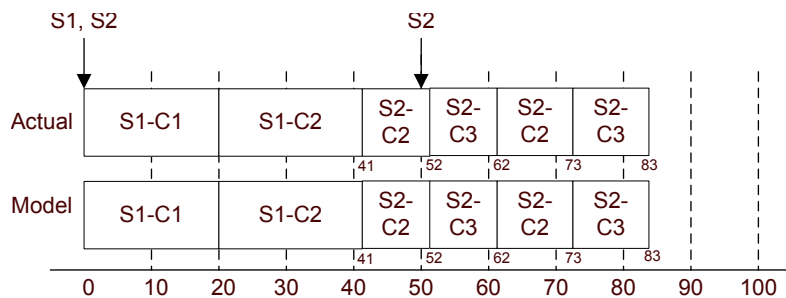 S1, S2 S2
Actual S1-C1 S1-C2 S2-C2 S2-C3 S2-C2 S2-C3
41 52 62 73 83
Model S1-C1 S1-C2 S2-C2 S2-C3 S2-C2 S2-C3
41 52 62 73 83
0 10 20 30 40 50 60 70 80 90 100